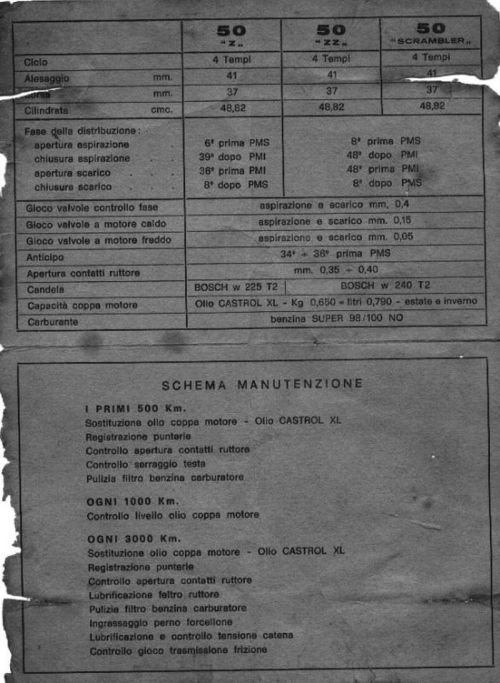 50 "Z" 50 "ZZ" 50 "SCRAMBLER"
Ciclo 4 Tempi 4 Tempi 4 Tempi
Alesaggio mm. 41 41 41
mm. 37 37 37
Cilindrata cmc. 48,82 48,82 48,82
Fase della distribuzione:
apertura aspirazione 6° prima PMS 8° prima PMS
chiusura aspirazione 39° dopo PMI 48° dopo PMI
apertura scarico 36° prima PMI 48° prima PMI
chiusura scarico 8° dopo PMS 8° dopo PMS
Gioco valvole controllo fase aspirazione e scarico mm. 0,4
Gioco valvole a motore caldo aspirazione e scarico mm. 0,15
Gioco valvole a motore freddo aspirazione e scarico mm. 0,05
Anticipo 34° ÷ 36° prima PMS
Apertura contatti ruttore mm. 0,35 ÷ 0,40
Candela BOSCH w 225 T2 BOSCH w 240 T2
Capacità coppa motore Olio CASTROL XL - Kg 0,650 = litri 0,790 - estate e inverno
Carburante benzina SUPER 98/100 NO
SCHEMA MANUTENZIONE
I PRIMI 500 Km.
Sostituzione olio coppa motore - Olio CASTROL XL
Registrazione punterie
Controllo apertura contatti ruttore
Controllo serraggio testa
Pulizia filtro benzina carburatore
OGNI 1000 Km.
Controllo livello olio coppa motore
OGNI 3000 Km.
Sostituzione olio coppa motore - Olio CASTROL XL
Registrazione punterie
Controllo apertura contatti ruttore
Lubrificazione feltro ruttore
Pulizia filtro benzina carburatore
Ingrassaggio perno forcellone
Lubrificazione e controllo tensione catena
Controllo gioco trasmissione frizione